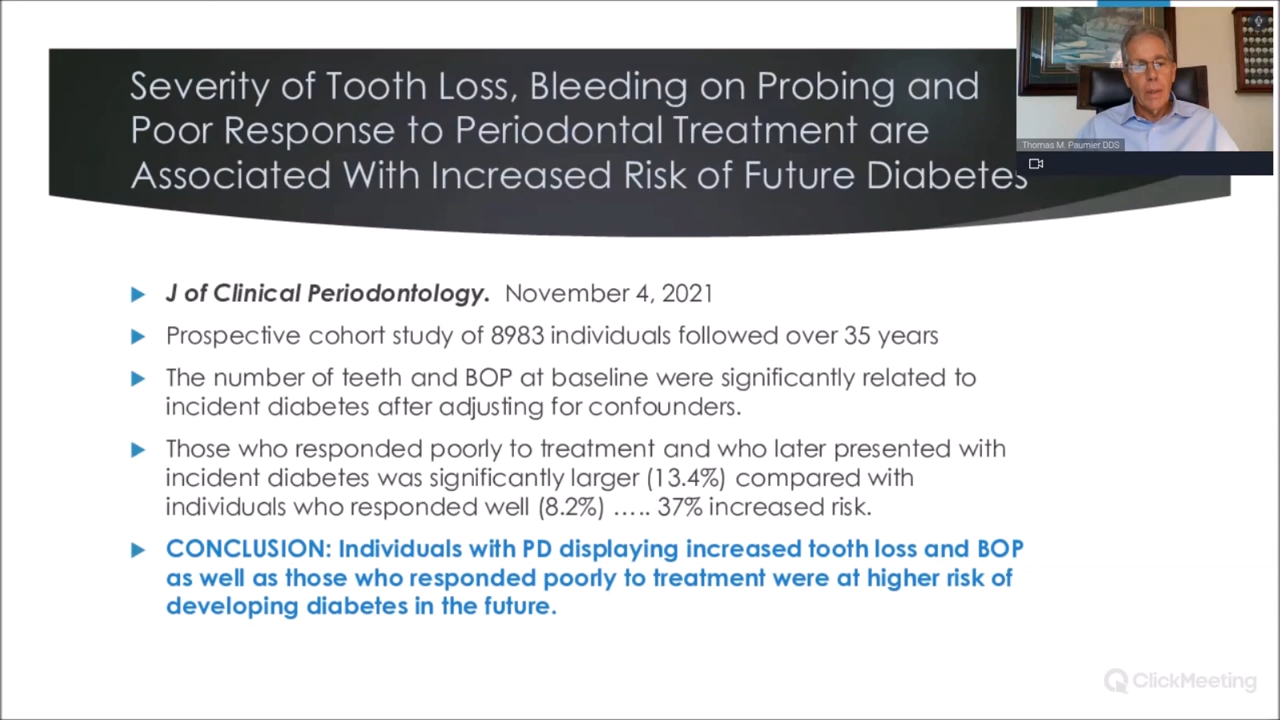 Severity of Tooth Loss, Bleeding on Probing and
Poor Response to Periodontal Treatment are
Associated With Increased Risk of Future Diabetes
Thomas M. Paumier DDS
J of Clinical Periodontology. November 4, 2021
Prospective cohort study of 8983 individuals followed over 35 years
The number of teeth and BOP at baseline were significantly related to
incident diabetes after adjusting for confounders.
Those who responded poorly to treatment and who later presented with
incident diabetes was significantly larger (13.4%) compared with
individuals who responded well (8.2%) ….. 37% increased risk.
CONCLUSION: Individuals with PD displaying increased tooth loss and BOP
as well as those who responded poorly to treatment were at higher risk of
developing diabetes in the future.
ClickMeeting